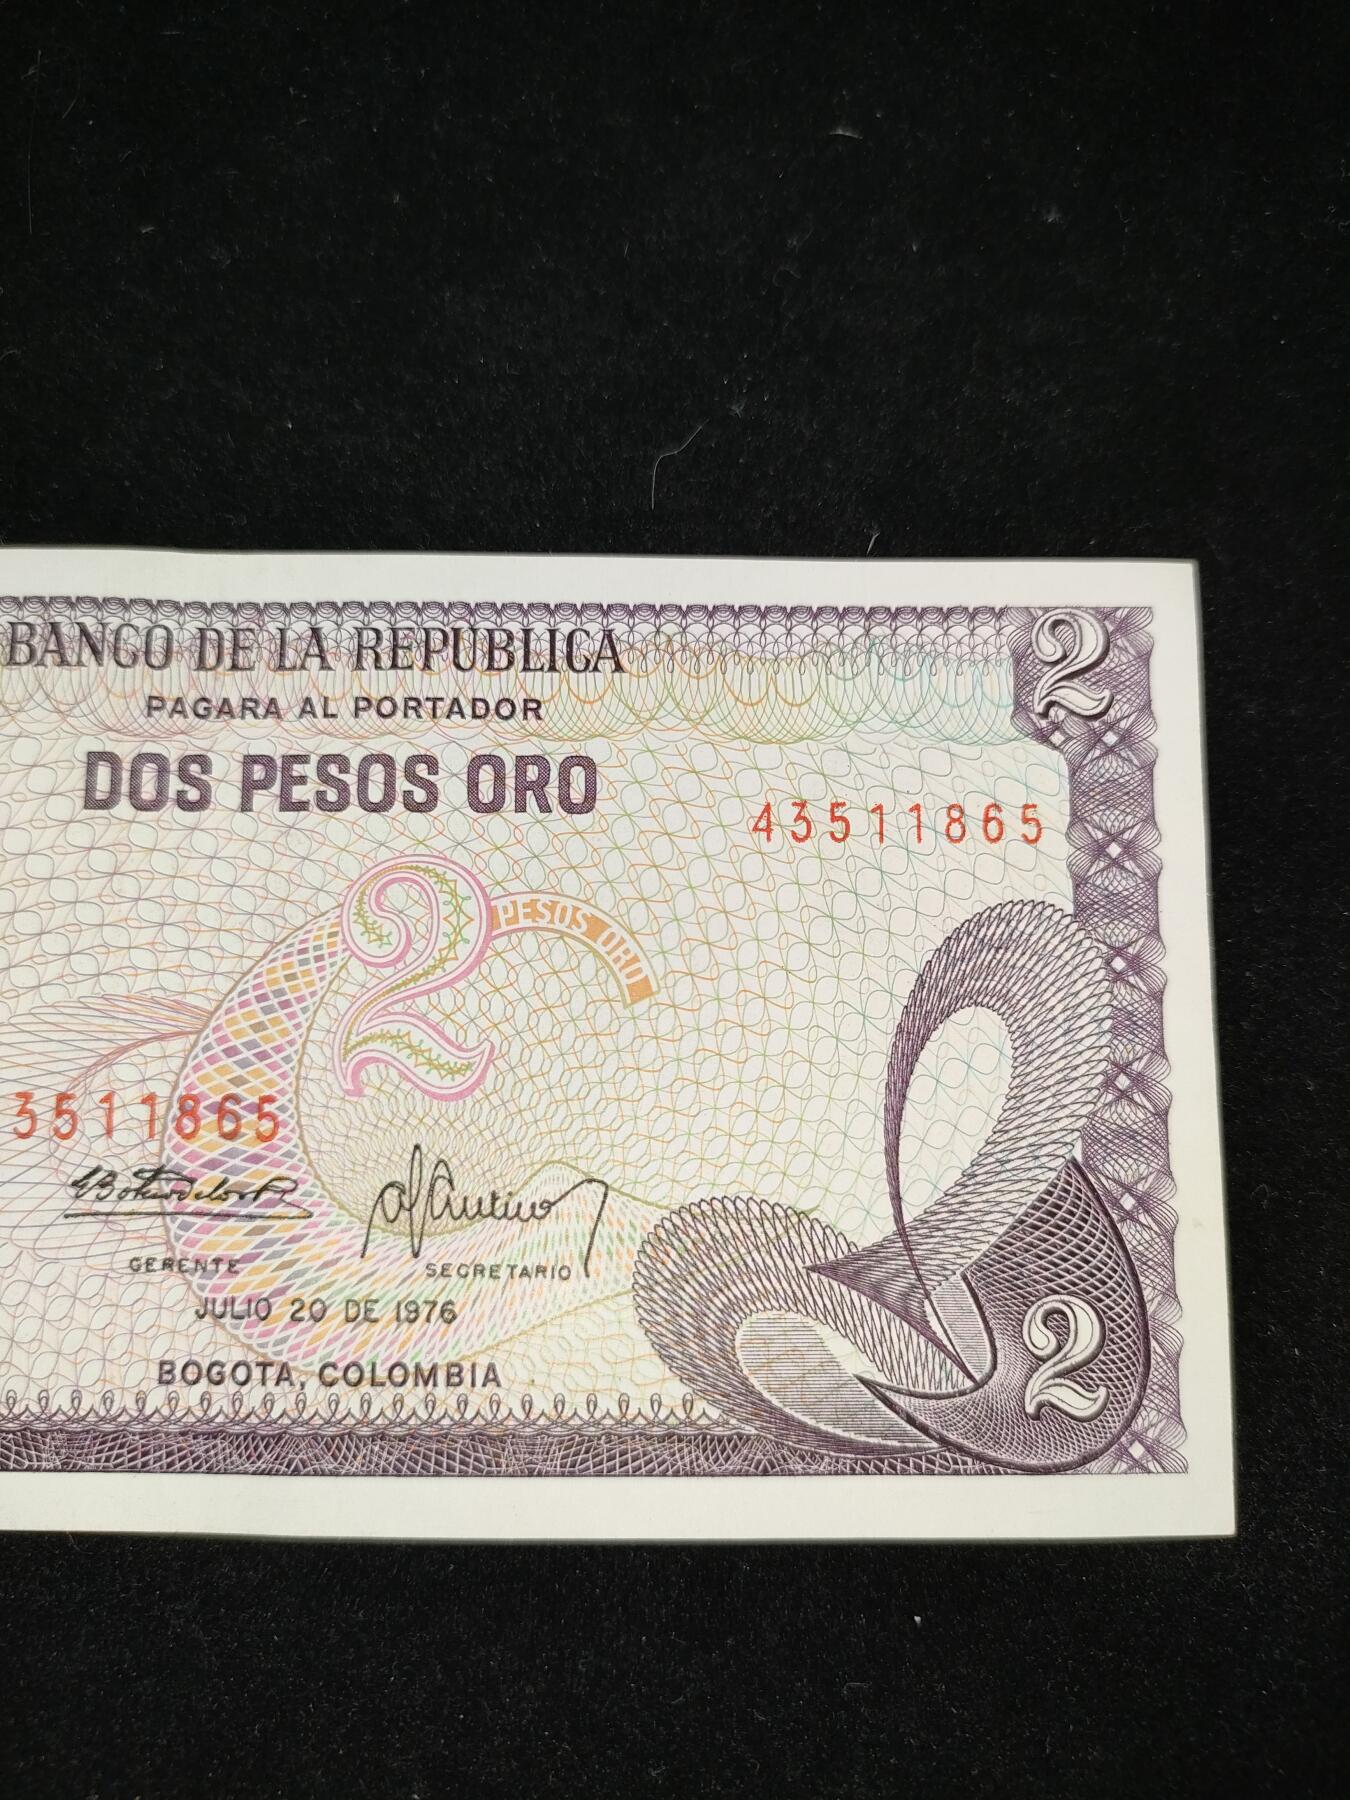 BANCO DE LA REPUBLICA
2
PAGARA AL PORTADOR
DOS PESOS ORO
43511865
2 PESOS ORO
3511865
GERENTE
SECRETARIO
JULIO 20 DE 1976
2
BOGOTA, COLOMBIA